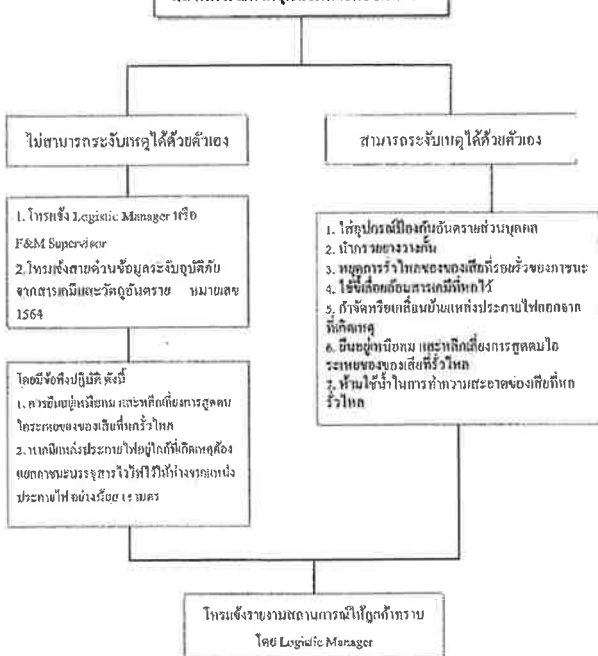 ไม่สามารถระงับเหตุได้ด้วยตัวเอง
สามารถระงับเหตุได้ด้วยตัวเอง
1. โทรแจ้ง Logistic Manager หรือ
F&M Supervisor
2.โทรแจ้งสายด่วนข้อมูลระงับอุบัติภัย
จากสารเคมีและวัตถุอันตราย หมายเลข
1564
โดยมีข้อพึงปฏิบัติ ดังนี้
1. ควรยืนอยู่เหนือลม และหลีกเลี่ยงการสูดดม
ไอระเหยของของเสียที่หกรั่วไหล
2. หากมีแหล่งประกายไฟอยู่ใกล้ที่เกิดเหตุต้อง
แยกภาชนะบรรจุสารไวไฟไว้ให้ห่างจากแหล่ง
ประกายไฟ อย่างน้อย 15 เมตร
1. ใส่อุปกรณ์ป้องกันอันตรายส่วนบุคคล
2. นำกรวยยางวางกั้น
3. หยุดการรั่วไหลของของเสียที่รอยรั่วของภาชนะ
4. ใช้ขี้เลื่อยล้อมสารเคมีที่หกไว้
5. กำจัดหรือเคลื่อนย้ายแหล่งประกายไฟออกจาก
ที่เกิดเหตุ
6. ยืนอยู่เหนือลม และหลีกเลี่ยงการสูดดมไอ
ระเหยของของเสียที่รั่วไหล
7. ห้ามใช้น้ำในการทำความสะอาดของเสียที่หก
รั่วไหล
โทรแจ้งรายงานสถานการณ์ให้ลูกค้าทราบ
โดย Logistic Manager